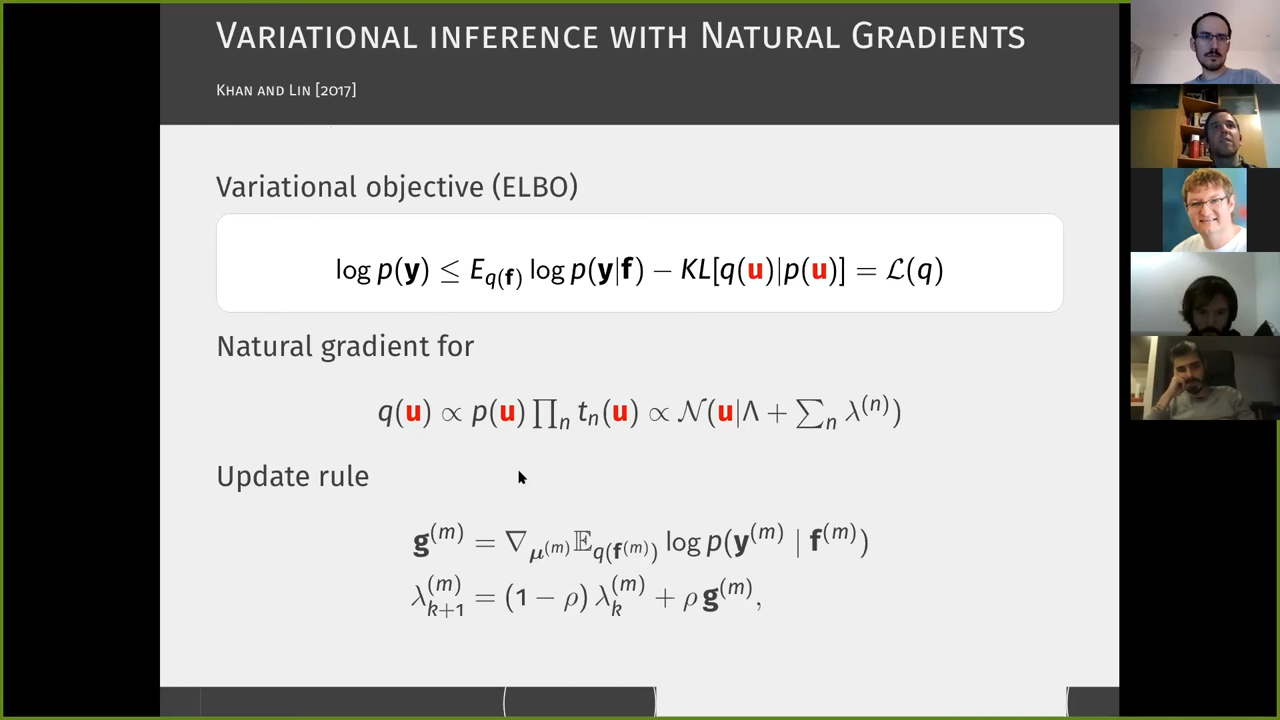 Variational inference with Natural Gradients
Khan and Lin [2017]
Variational objective (ELBO)
log p(y) ≤ E_{q(f)} log p(y|f) − KL[q(u)|p(u)] = ℒ(q)
Natural gradient for
q(u) ∝ p(u) ∏_n t_n(u) ∝ 𝒩(u|Λ + ∑_n λ^{(n)})
Update rule
g^{(m)} = ∇_{μ^{(m)}} 𝔼_{q(f^{(m)})} log p(y^{(m)} | f^{(m)})
λ_{k+1}^{(m)} = (1 − ρ) λ_k^{(m)} + ρ g^{(m)},